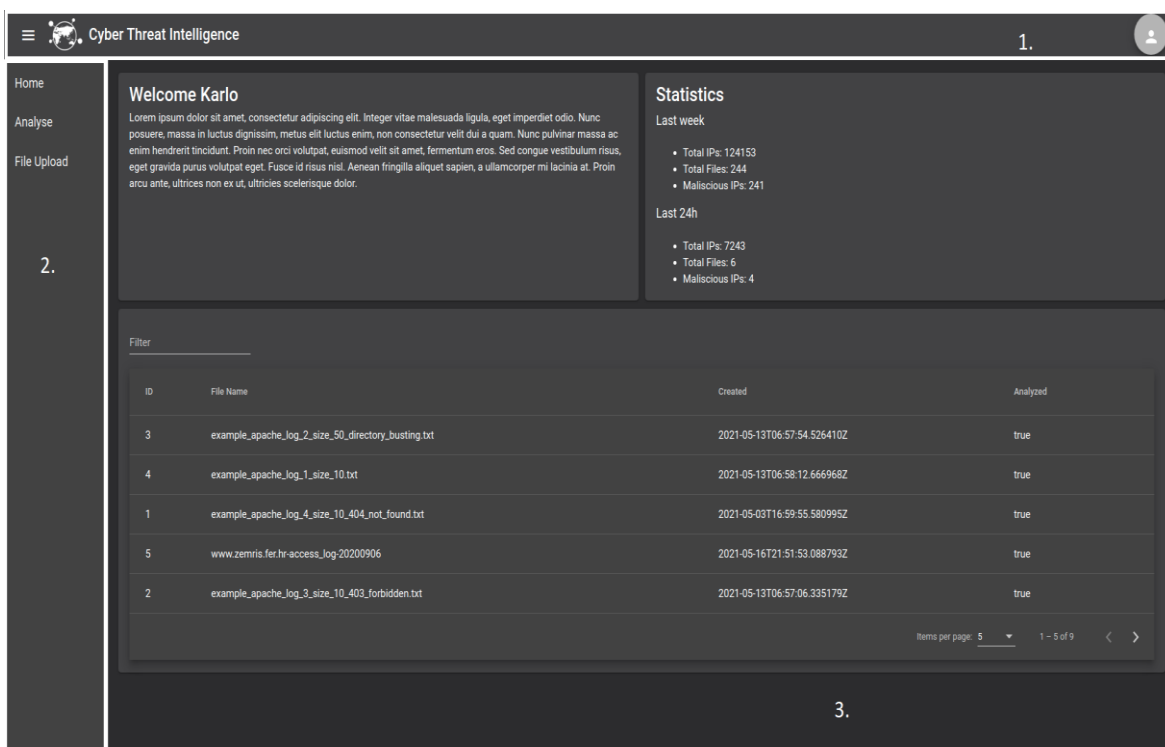 Cyber Threat Intelligence
1.
Home
Analyse
File Upload
2.
Welcome Karlo
Lorem ipsum dolor sit amet, consectetur adipiscing elit. Integer vitae malesuada ligula, eget imperdiet odio. Nunc
posuere, massa in luctus dignissim, metus elit luctus enim, non consectetur velit dui a quam. Nunc pulvinar massa ac
enim hendrerit tincidunt. Proin nec orci volutpat, euismod velit sit amet, fermentum eros. Sed congue vestibulum risus,
eget gravida purus volutpat eget. Fusce id risus nisl. Aenean fringilla aliquet sapien, a ullamcorper mi lacinia at. Proin
arcu ante, ultrices non ex ut, ultricies scelerisque dolor.
Statistics
Last week
• Total IPs: 124153
• Total Files: 244
• Maliscious IPs: 241
Last 24h
• Total IPs: 7243
• Total Files: 6
• Maliscious IPs: 4
Filter
ID File Name Created Analyzed
3 example_apache_log_2_size_50_directory_busting.txt 2021-05-13T06:57:54.526410Z true
4 example_apache_log_1_size_10.txt 2021-05-13T06:58:12.666968Z true
1 example_apache_log_4_size_10_404_not_found.txt 2021-05-03T16:59:55.580995Z true
5 www.zemris.fer.hr-access_log-20200906 2021-05-16T21:51:53.088793Z true
2 example_apache_log_3_size_10_403_forbidden.txt 2021-05-13T06:57:06.335179Z true
Items per page: 5 1 – 5 of 9
3.